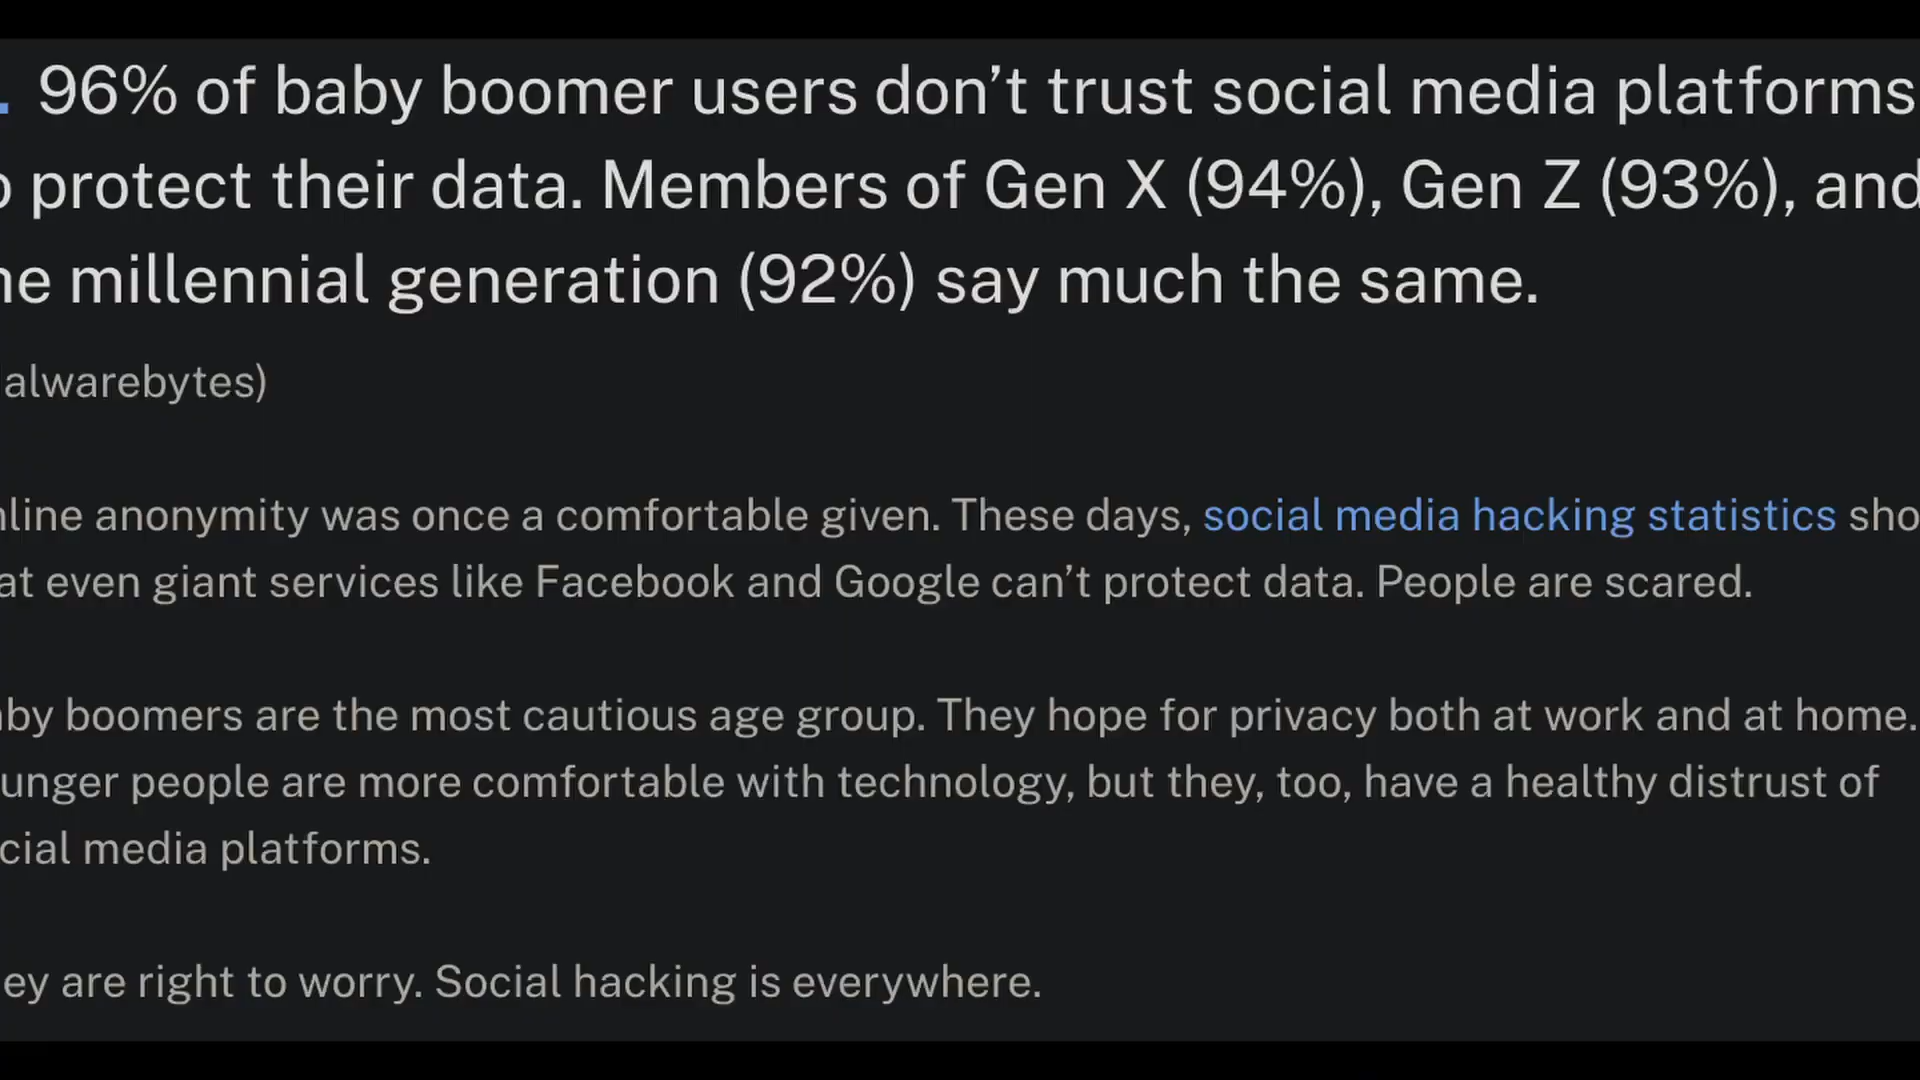 . 96% of baby boomer users don’t trust social media platforms
o protect their data. Members of Gen X (94%), Gen Z (93%), and
he millennial generation (92%) say much the same.
alwarebytes)
nline anonymity was once a comfortable given. These days, social media hacking statistics sho
at even giant services like Facebook and Google can’t protect data. People are scared.
aby boomers are the most cautious age group. They hope for privacy both at work and at home.
unger people are more comfortable with technology, but they, too, have a healthy distrust of
cial media platforms.
ey are right to worry. Social hacking is everywhere.